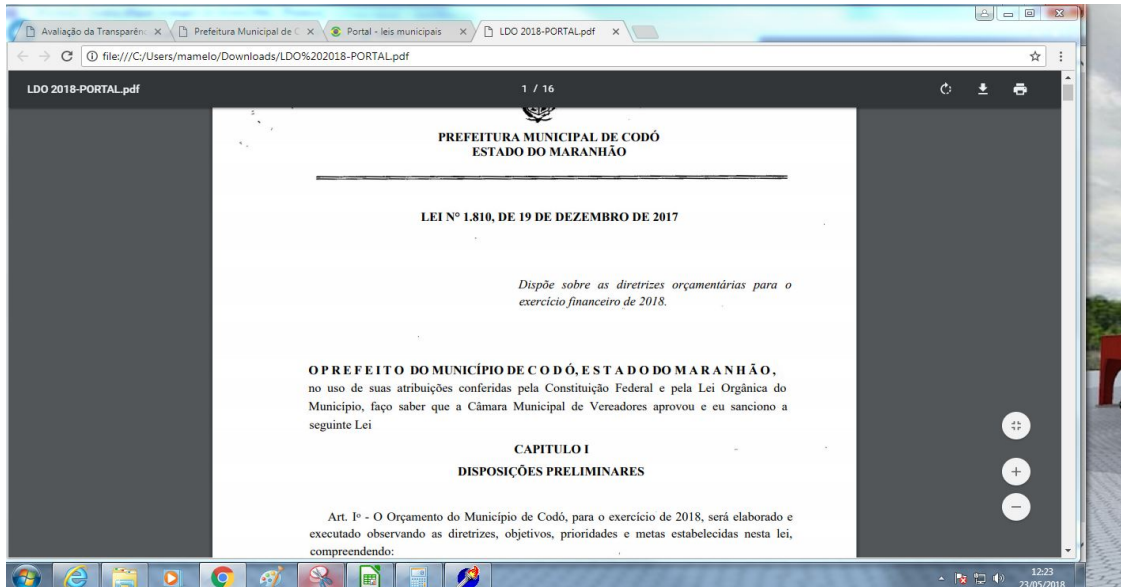 Avaliação da Transparên
Prefeitura Municipal de C
Portal - leis municipais
LDO 2018-PORTAL.pdf
file:///C:/Users/mamelo/Downloads/LDO%202018-PORTAL.pdf
LDO 2018-PORTAL.pdf
1 / 16
PREFEITURA MUNICIPAL DE CODÓ
ESTADO DO MARANHÃO
LEI Nº 1.810, DE 19 DE DEZEMBRO DE 2017
Dispõe sobre as diretrizes orçamentárias para o
exercício financeiro de 2018.
O P R E F E I T O DO MUNICÍPIO DE C O D Ó, E S T A D O DO M A R A N H Ã O ,
no uso de suas atribuições conferidas pela Constituição Federal e pela Lei Orgânica do
Município, faço saber que a Câmara Municipal de Vereadores aprovou e eu sanciono a
seguinte Lei
CAPITULO I
DISPOSIÇÕES PRELIMINARES
Art. Iº - O Orçamento do Município de Codó, para o exercício de 2018, será elaborado e
executado observando as diretrizes, objetivos, prioridades e metas estabelecidas nesta lei,
compreendendo:
12:23
23/05/2018